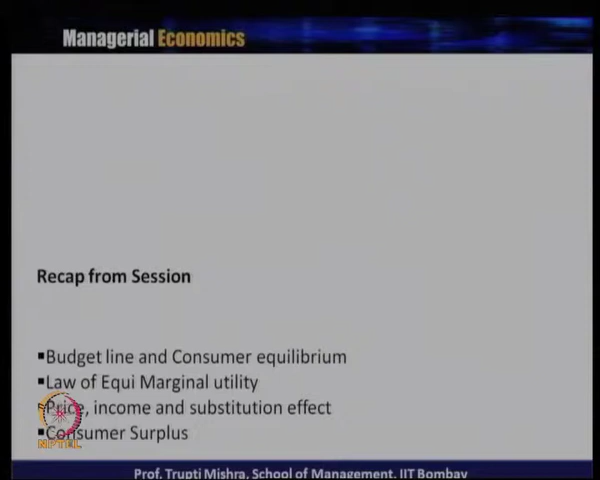 Managerial Economics
Recap from Session
▪Budget line and Consumer equilibrium
▪Law of Equi Marginal utility
▪Price, income and substitution effect
▪Consumer Surplus
NPTEL
Prof. Trupti Mishra, School of Management, IIT Bombay